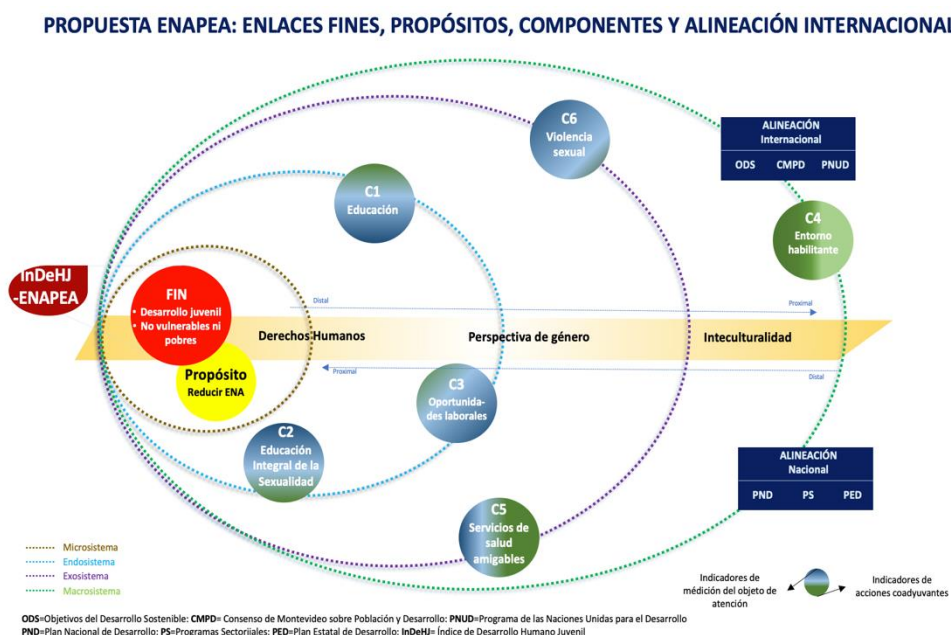 PROPUESTA ENAPEA: ENLACES FINES, PROPÓSITOS, COMPONENTES Y ALINEACIÓN INTERNACIONAL
C6
Violencia
sexual
ALINEACIÓN
Internacional
ODS CMPD PNUD
C1
Educación
C4
Entorno
habilitante
InDeHJ
-ENAPEA
FIN
• Desarrollo juvenil
• No vulnerables ni
pobres
Distal
Proximal
Derechos Humanos
Perspectiva de género
Inteculturalidad
Propósito
Reducir ENA
Proximal
Distal
C3
Oportunida-
des laborales
C2
Educación
Integral de la
Sexualidad
ALINEACIÓN
Nacional
PND PS PED
C5
Servicios de
salud
amigables
Microsistema
Endosistema
Exosistema
Macrosistema
Indicadores de
médición del objeto de
atención
Indicadores de
acciones coadyuvantes
ODS=Objetivos del Desarrollo Sostenible: CMPD= Consenso de Montevideo sobre Población y Desarrollo: PNUD=Programa de las Naciones Unidas para el Desarrollo
PND=Plan Nacional de Desarrollo: PS=Programas Sectorijales: PED=Plan Estatal de Desarrollo: InDeHJ= Índice de Desarrollo Humano Juvenil